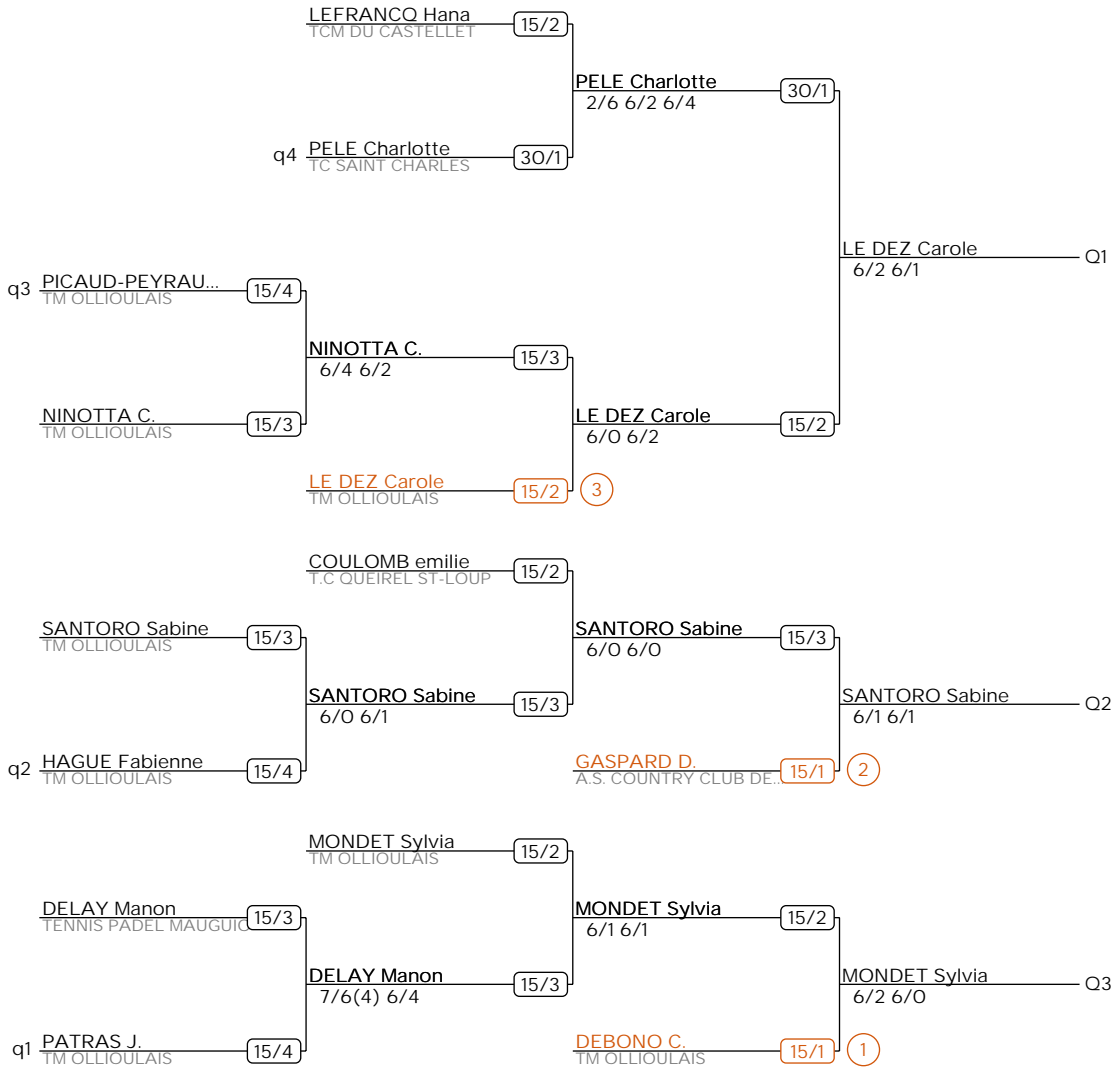 LEFRANCQ Hana 15/2
TCM DU CASTELLET
PELE Charlotte 30/1
2/6 6/2 6/4
q4 PELE Charlotte 30/1
TC SAINT CHARLES
LE DEZ Carole Q1
6/2 6/1
q3 PICAUD-PEYRAU... 15/4
TM OLLIOULAIS
NINOTTA C. 15/3
6/4 6/2
NINOTTA C. 15/3
TM OLLIOULAIS
LE DEZ Carole 15/2
6/0 6/2
LE DEZ Carole 15/2 3
TM OLLIOULAIS
COULOMB emilie 15/2
T.C QUEIREL ST-LOUP
SANTORO Sabine 15/3
TM OLLIOULAIS
SANTORO Sabine 15/3
6/0 6/0
SANTORO Sabine 15/3
6/0 6/1
SANTORO Sabine Q2
6/1 6/1
q2 HAGUE Fabienne 15/4
TM OLLIOULAIS
GASPARD D. 15/1 2
A.S. COUNTRY CLUB DE...
MONDET Sylvia 15/2
TM OLLIOULAIS
DELAY Manon 15/3
TENNIS PADEL MAUGUIO
MONDET Sylvia 15/2
6/1 6/1
DELAY Manon 15/3
7/6(4) 6/4
MONDET Sylvia Q3
6/2 6/0
q1 PATRAS J. 15/4
TM OLLIOULAIS
DEBONO C. 15/1 1
TM OLLIOULAIS